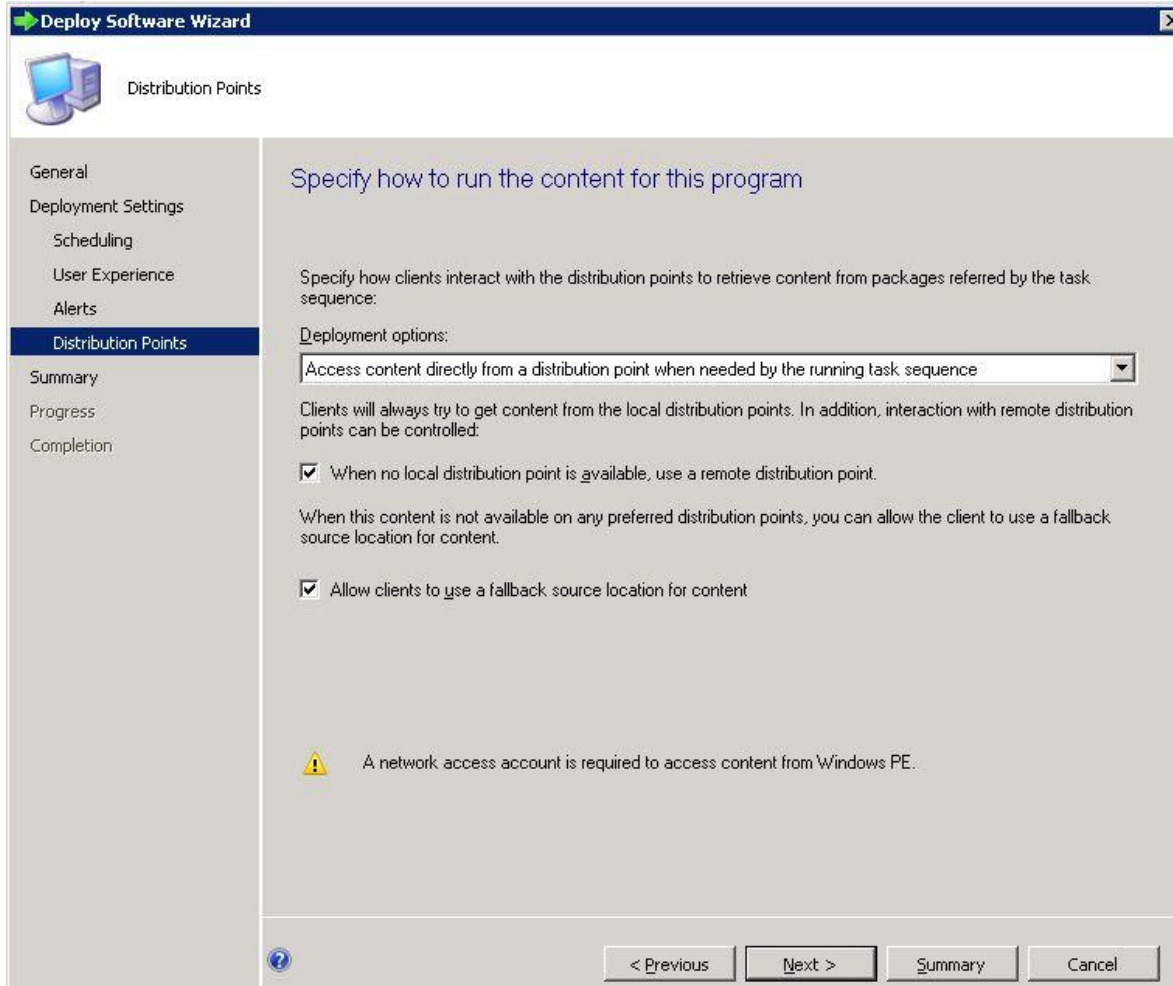 Deploy Software Wizard
Distribution Points
General
Deployment Settings
Scheduling
User Experience
Alerts
Distribution Points
Summary
Progress
Completion
Specify how to run the content for this program
Specify how clients interact with the distribution points to retrieve content from packages referred by the task
sequence:
Deployment options:
Access content directly from a distribution point when needed by the running task sequence
Clients will always try to get content from the local distribution points. In addition, interaction with remote distribution
points can be controlled:
When no local distribution point is available, use a remote distribution point.
When this content is not available on any preferred distribution points, you can allow the client to use a fallback
source location for content.
Allow clients to use a fallback source location for content
A network access account is required to access content from Windows PE.
< Previous
Next >
Summary
Cancel